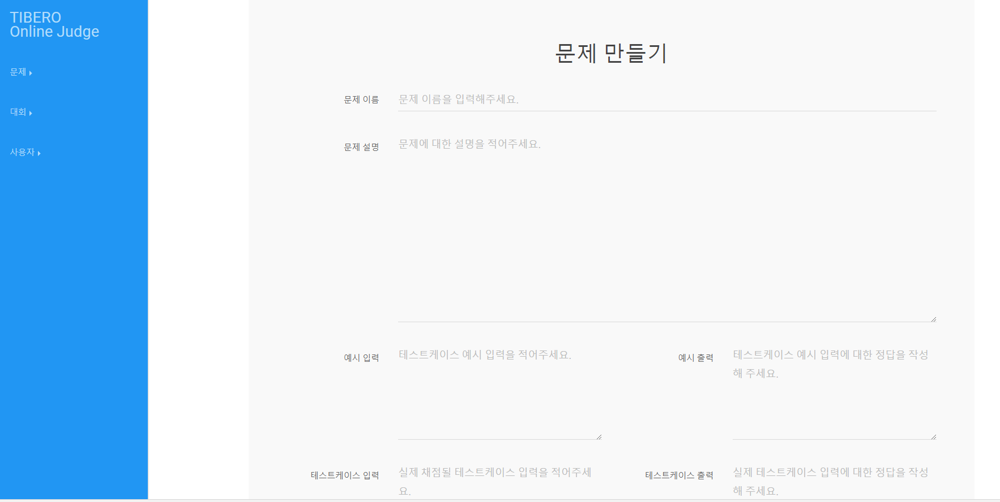 TIBERO
Online Judge
문제
대회
사용자
문제 만들기
문제 이름
문제 이름을 입력해주세요.
문제 설명
문제에 대한 설명을 적어주세요.
예시 입력
테스트케이스 예시 입력을 적어주세요.
예시 출력
테스트케이스 예시 입력에 대한 정답을 작성
해 주세요.
테스트케이스 입력
실제 채점될 테스트케이스 입력을 적어주세
요.
테스트케이스 출력
실제 테스트케이스 입력에 대한 정답을 작성
해 주세요.